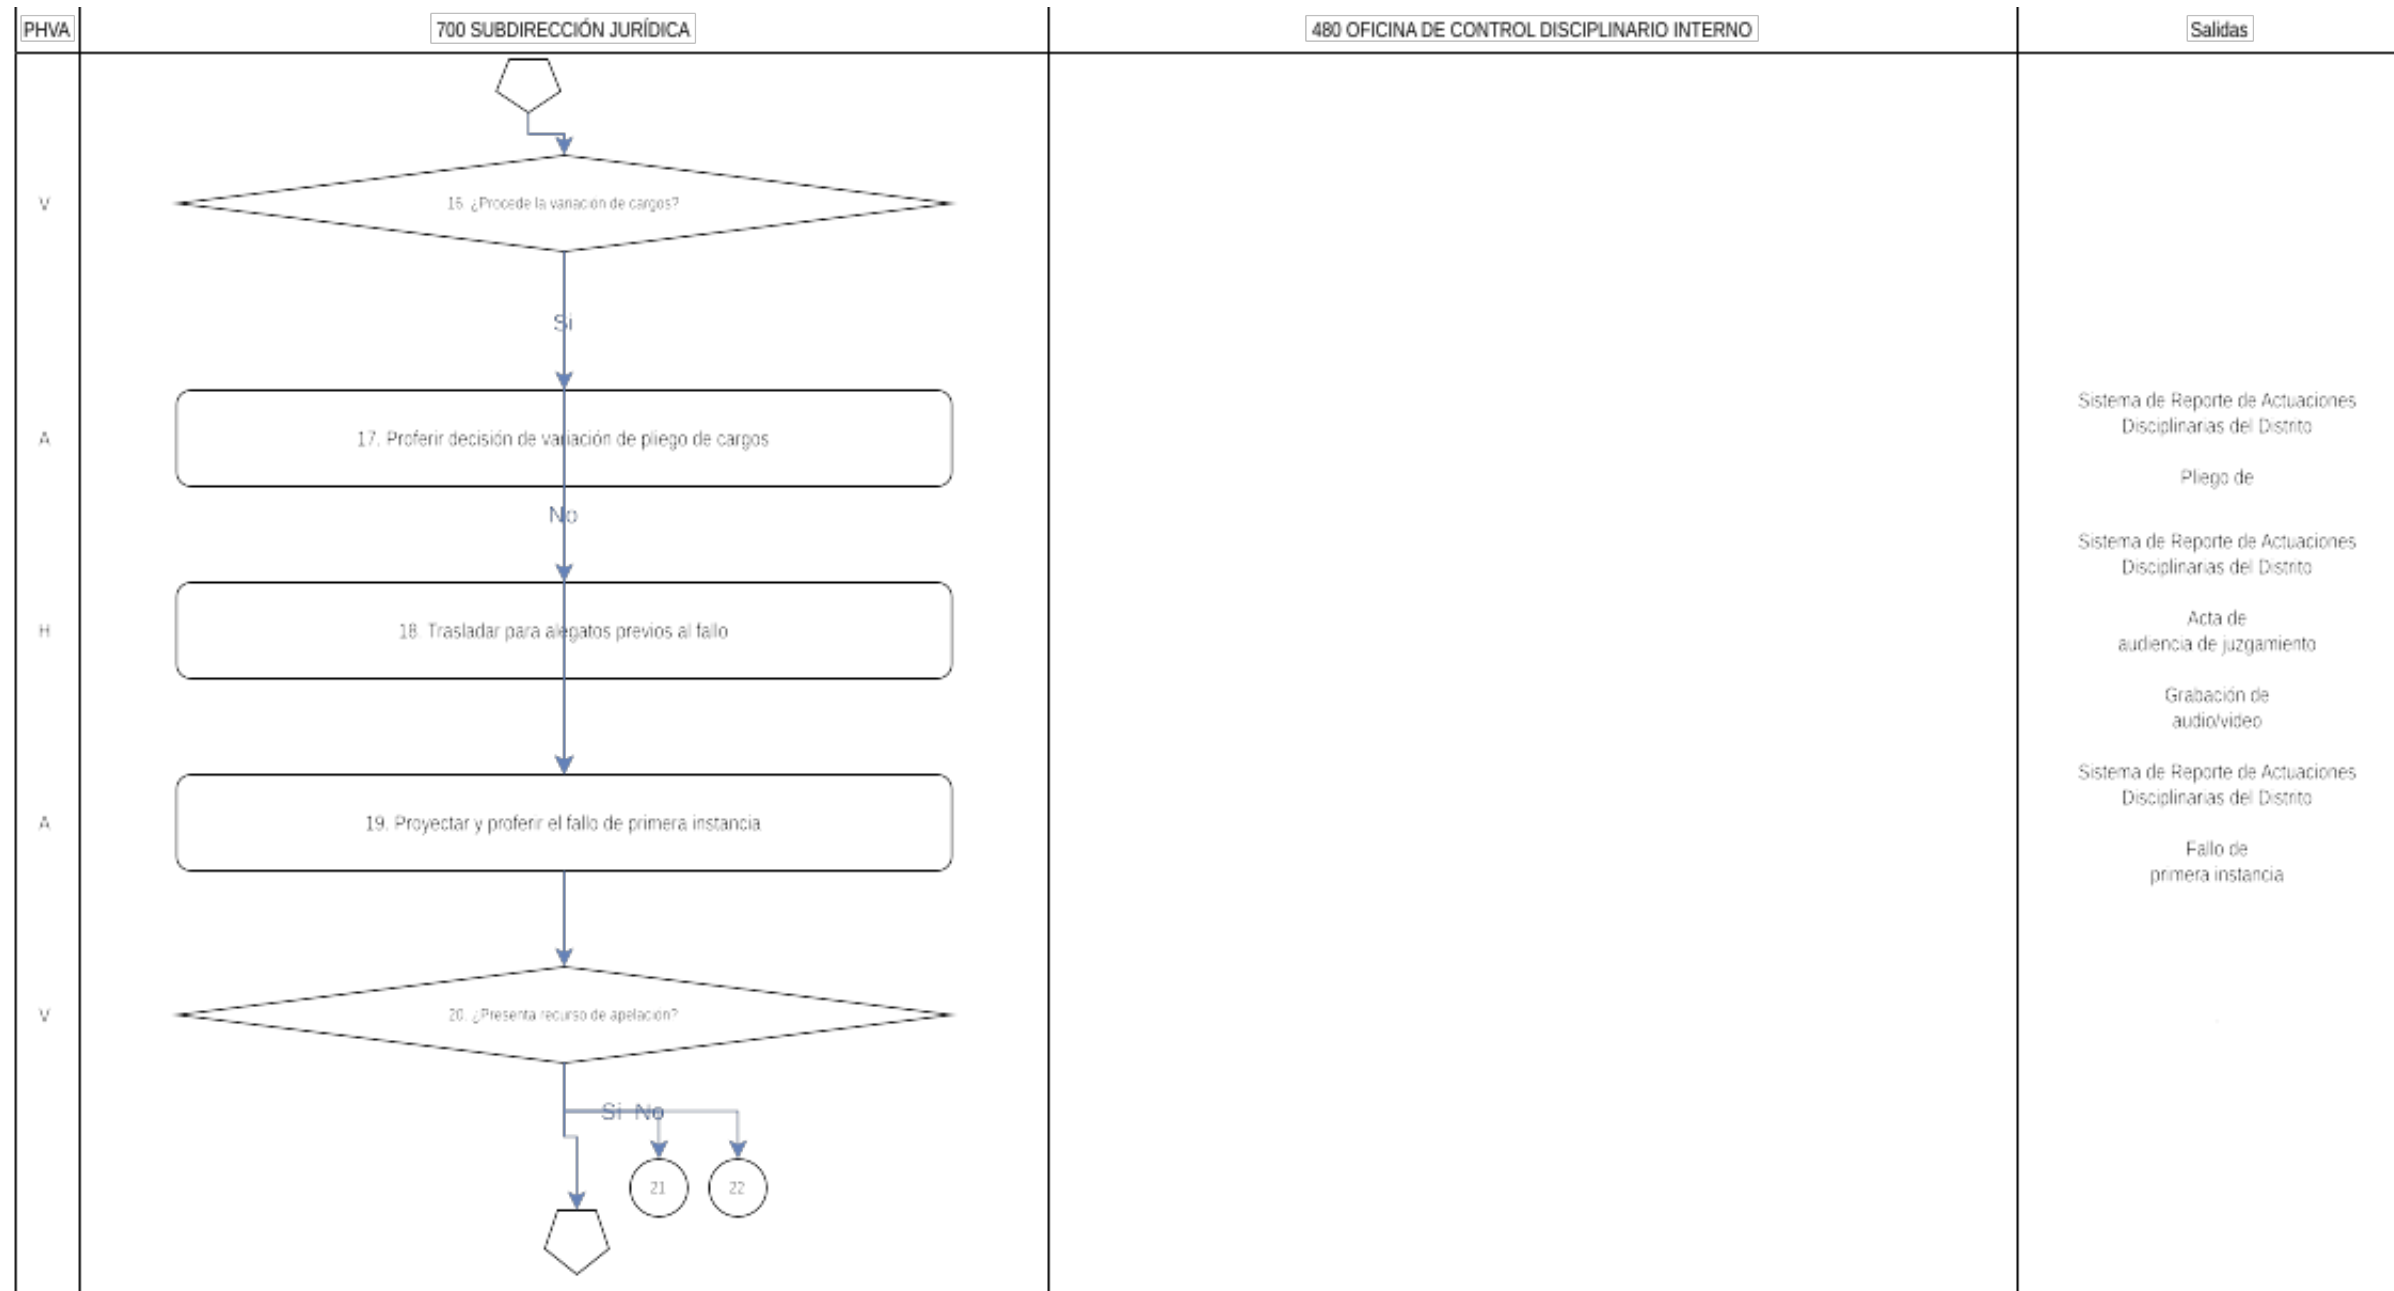 PHVA
700 SUBDIRECCIÓN JURÍDICA
480 OFICINA DE CONTROL DISCIPLINARIO INTERNO
Salidas
V
16. ¿Procede la variación de cargos?
Si
A
17. Proferir decisión de variación de pliego de cargos
Sistema de Reporte de Actuaciones
Disciplinarias del Distrito
Pliego de
No
H
18. Trasladar para alegatos previos al fallo
Sistema de Reporte de Actuaciones
Disciplinarias del Distrito
Acta de
audiencia de juzgamiento
Grabación de
audio/video
A
19. Proyectar y proferir el fallo de primera instancia
Sistema de Reporte de Actuaciones
Disciplinarias del Distrito
Fallo de
primera instancia
V
20. ¿Presenta recurso de apelación?
Si No
21
22